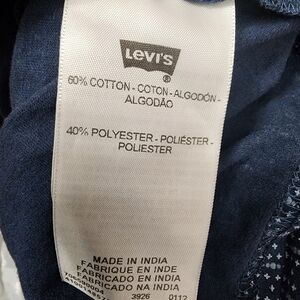 Levi's
®
60% COTTON - COTON - ALGODÓN -
ALGODÃO
40% POLYESTER - POLIÉSTER -
POLIESTER
MADE IN INDIA
FABRIQUE EN INDE
FABRICADO EN INDIA
FABRICADO NA INDIA
3926 0112